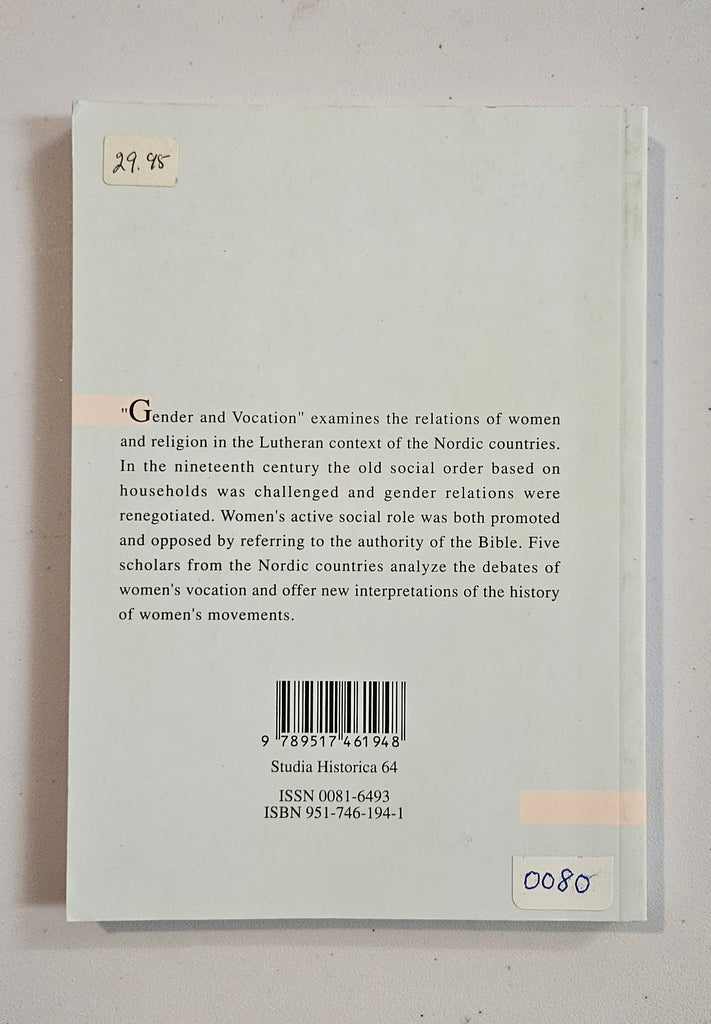 29.95
"Gender and Vocation" examines the relations of women
and religion in the Lutheran context of the Nordic countries.
In the nineteenth century the old social order based on
households was challenged and gender relations were
renegotiated. Women's active social role was both promoted
and opposed by referring to the authority of the Bible. Five
scholars from the Nordic countries analyze the debates of
women's vocation and offer new interpretations of the history
of women's movements.
9 789517 461948
Studia Historica 64
ISSN 0081-6493
ISBN 951-746-194-1
0080